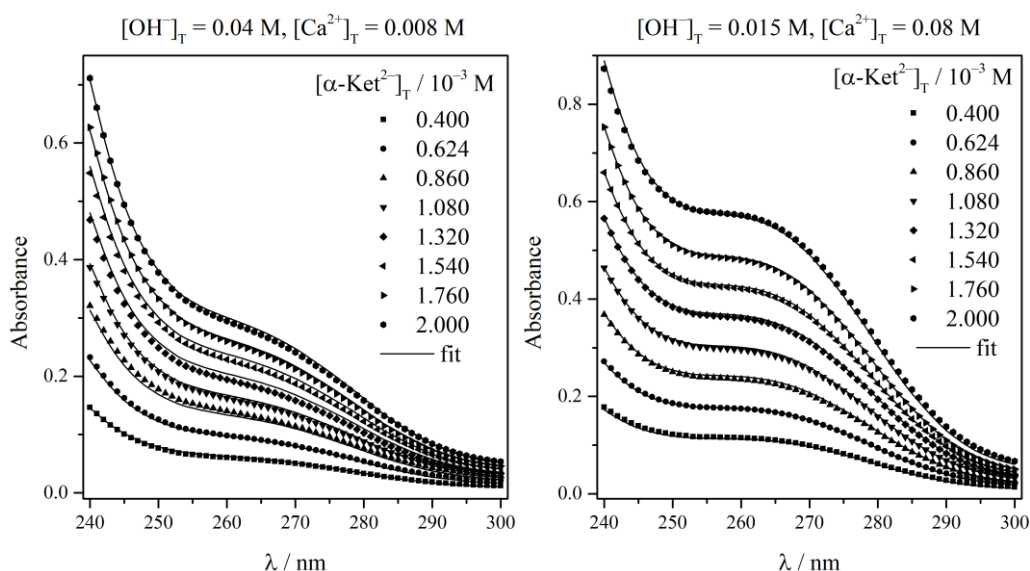 [OH⁻]T = 0.04 M, [Ca²⁺]T = 0.008 M
[α-Ket²⁻]T / 10⁻³ M
0.400
0.624
0.860
1.080
1.320
1.540
1.760
2.000
fit
Absorbance
0.6
0.4
0.2
0.0
240 250 260 270 280 290 300
λ / nm
[OH⁻]T = 0.015 M, [Ca²⁺]T = 0.08 M
[α-Ket²⁻]T / 10⁻³ M
0.400
0.624
0.860
1.080
1.320
1.540
1.760
2.000
fit
Absorbance
0.8
0.6
0.4
0.2
0.0
240 250 260 270 280 290 300
λ / nm